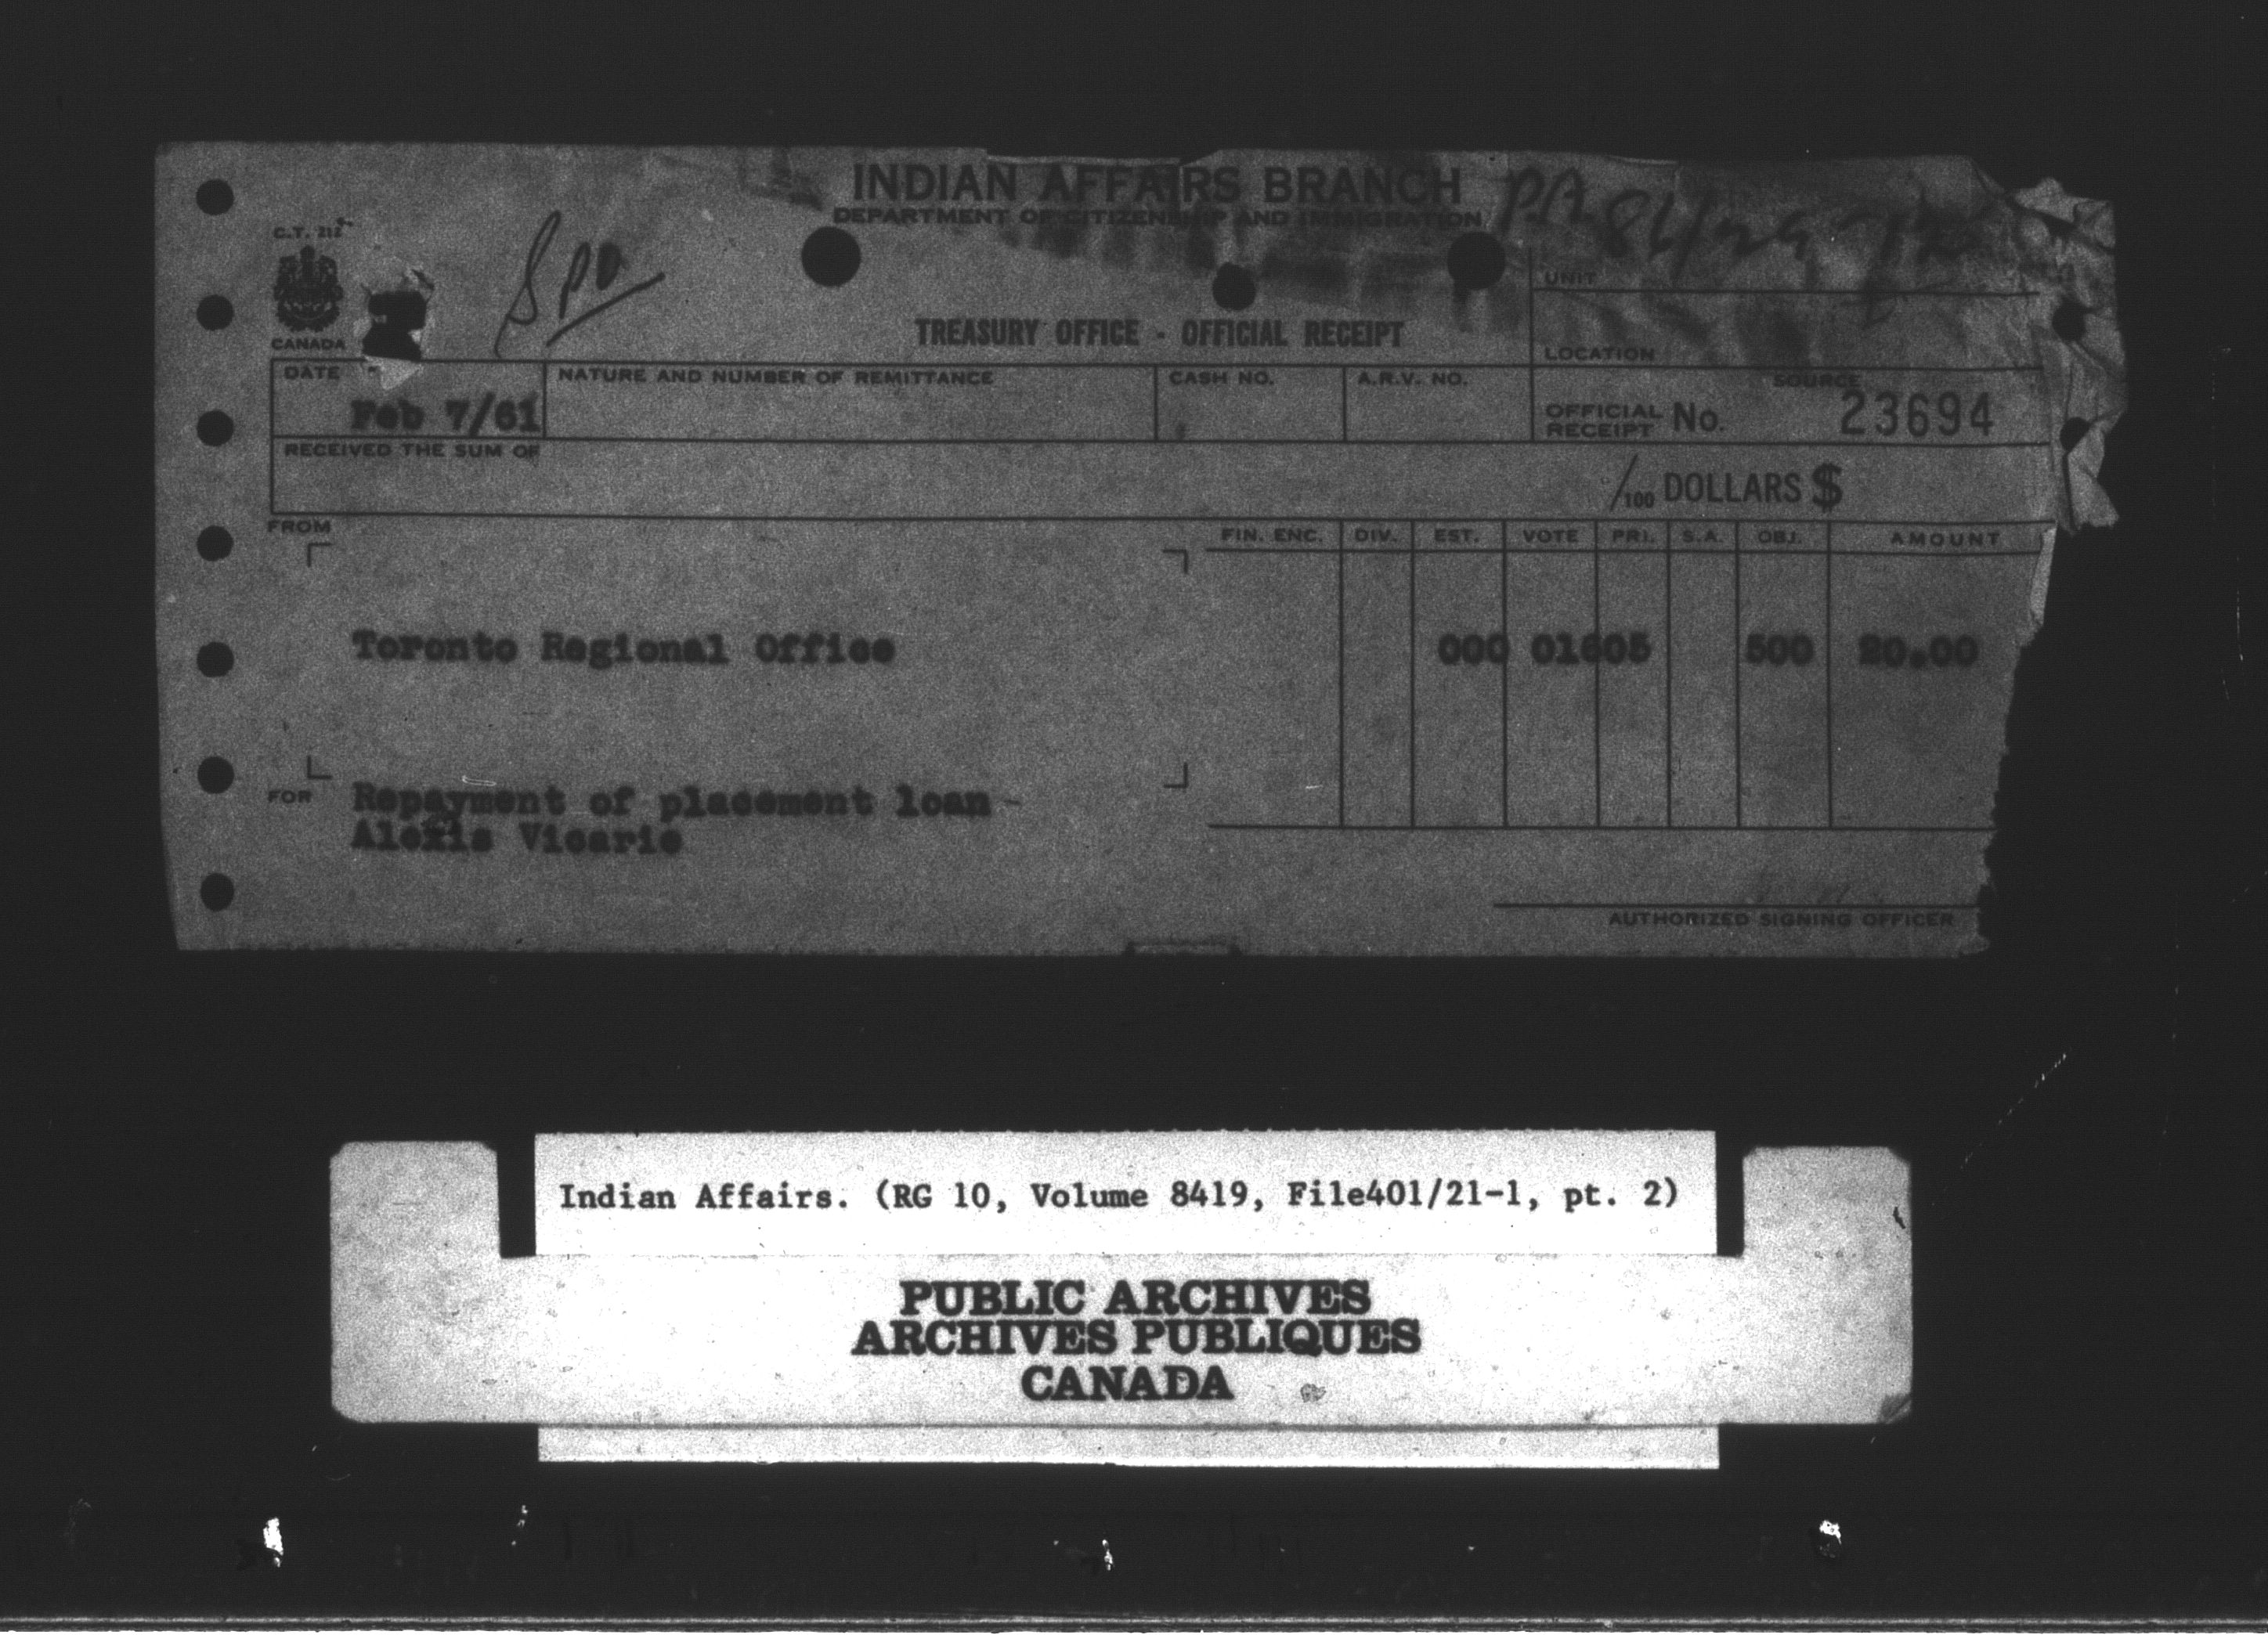 INDIAN AFFAIRS BRANCH
DEPARTMENT OF CITIZENSHIP AND IMMIGRATION
PA
C.T. 212
CANADA
UNIT
TREASURY OFFICE - OFFICIAL RECEIPT
LOCATION
DATE NATURE AND NUMBER OF REMITTANCE CASH NO. A.R.V. NO. SOURCE
Feb 7/61 OFFICIAL RECEIPT No. 23694
RECEIVED THE SUM OF
/100 DOLLARS $
FROM FIN. ENC. DIV. EST. VOTE PRI. S.A. OBJ. AMOUNT
Toronto Regional Office 000 01605 500 20.00
FOR Repayment of placement loan -
Alexis Vicarie
AUTHORIZED SIGNING OFFICER
Indian Affairs. (RG 10, Volume 8419, File401/21-1, pt. 2)
PUBLIC ARCHIVES
ARCHIVES PUBLIQUES
CANADA